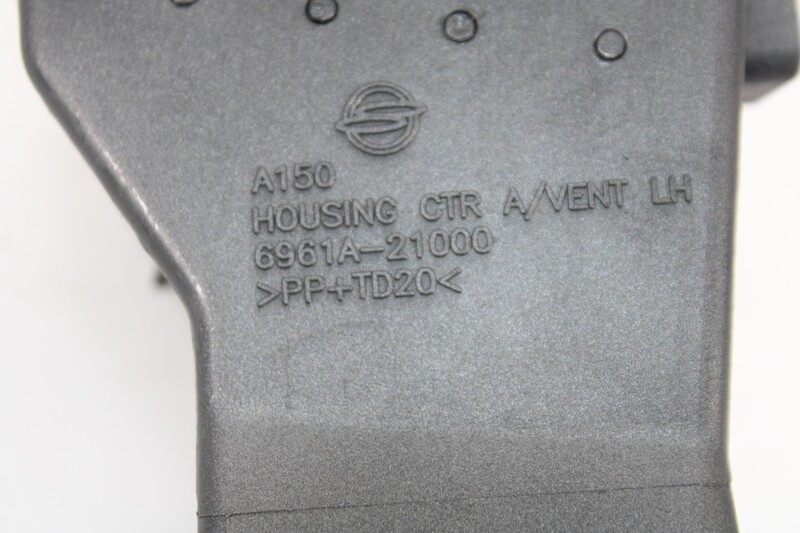 A150
HOUSING CTR A/VENT LH
6961A-21000
>PP+TD20<